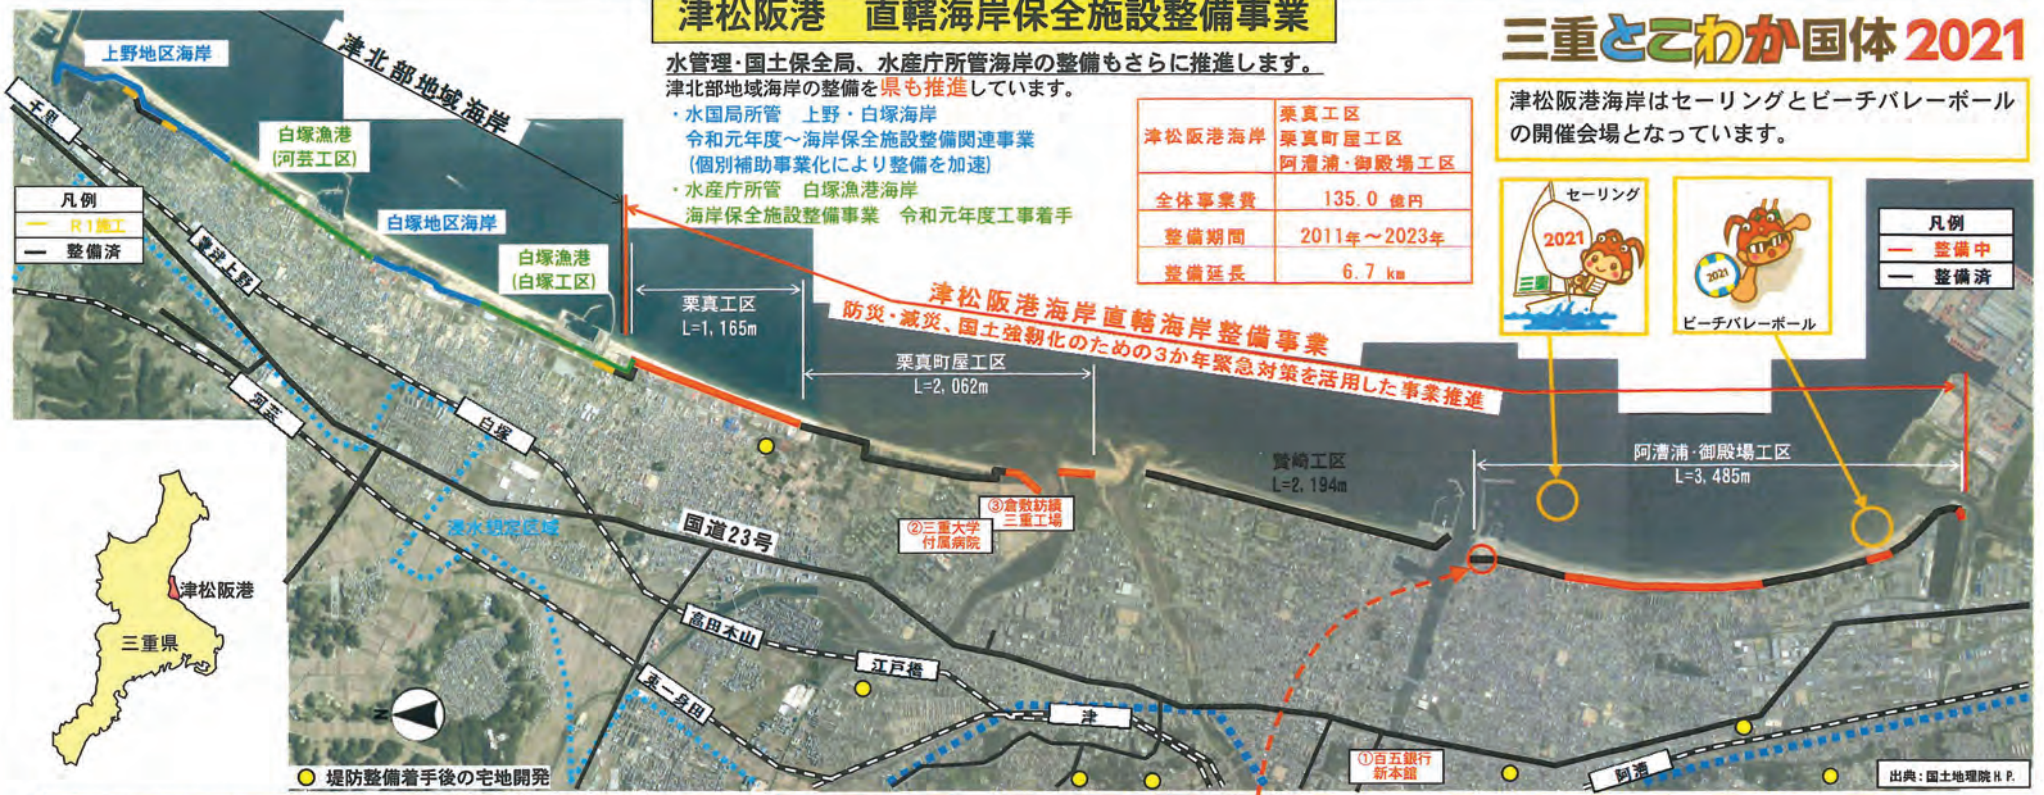 津松阪港 直轄海岸保全施設整備事業
水管理・国土保全局、水産庁所管海岸の整備もさらに推進します。
津北部地域海岸の整備を県も推進しています。
・水国局所管 上野・白塚海岸
令和元年度～海岸保全施設整備関連事業
(個別補助事業化により整備を加速)
・水産庁所管 白塚漁港海岸
海岸保全施設整備事業 令和元年度工事着手
三重とこわか国体 2021
津松阪港海岸はセーリングとビーチバレーボール
の開催会場となっています。
津松阪港海岸
栗真工区
栗真町屋工区
阿漕浦・御殿場工区
全体事業費 135.0 億円
整備期間 2011年～2023年
整備延長 6.7 km
セーリング
2021
三重
2021
ビーチバレーボール
凡例
整備中
整備済
上野地区海岸
津北部地域海岸
千里
白塚漁港
(河芸工区)
凡例
R1施工
整備済
白塚地区海岸
豊津上野
白塚漁港
(白塚工区)
栗真工区
L=1,165m
津松阪港海岸直轄海岸整備事業
防災・減災、国土強靭化のための3か年緊急対策を活用した事業推進
栗真町屋工区
L=2,062m
贄崎工区
L=2,194m
阿漕浦・御殿場工区
L=3,485m
河芸
白塚
浸水想定区域
国道23号
②三重大学
付属病院
③倉敷紡績
三重工場
津松阪港
三重県
高田本山
江戸橋
東一身田
津
N
①百五銀行
新本館
阿漕
堤防整備着手後の宅地開発
出典：国土地理院H.P.